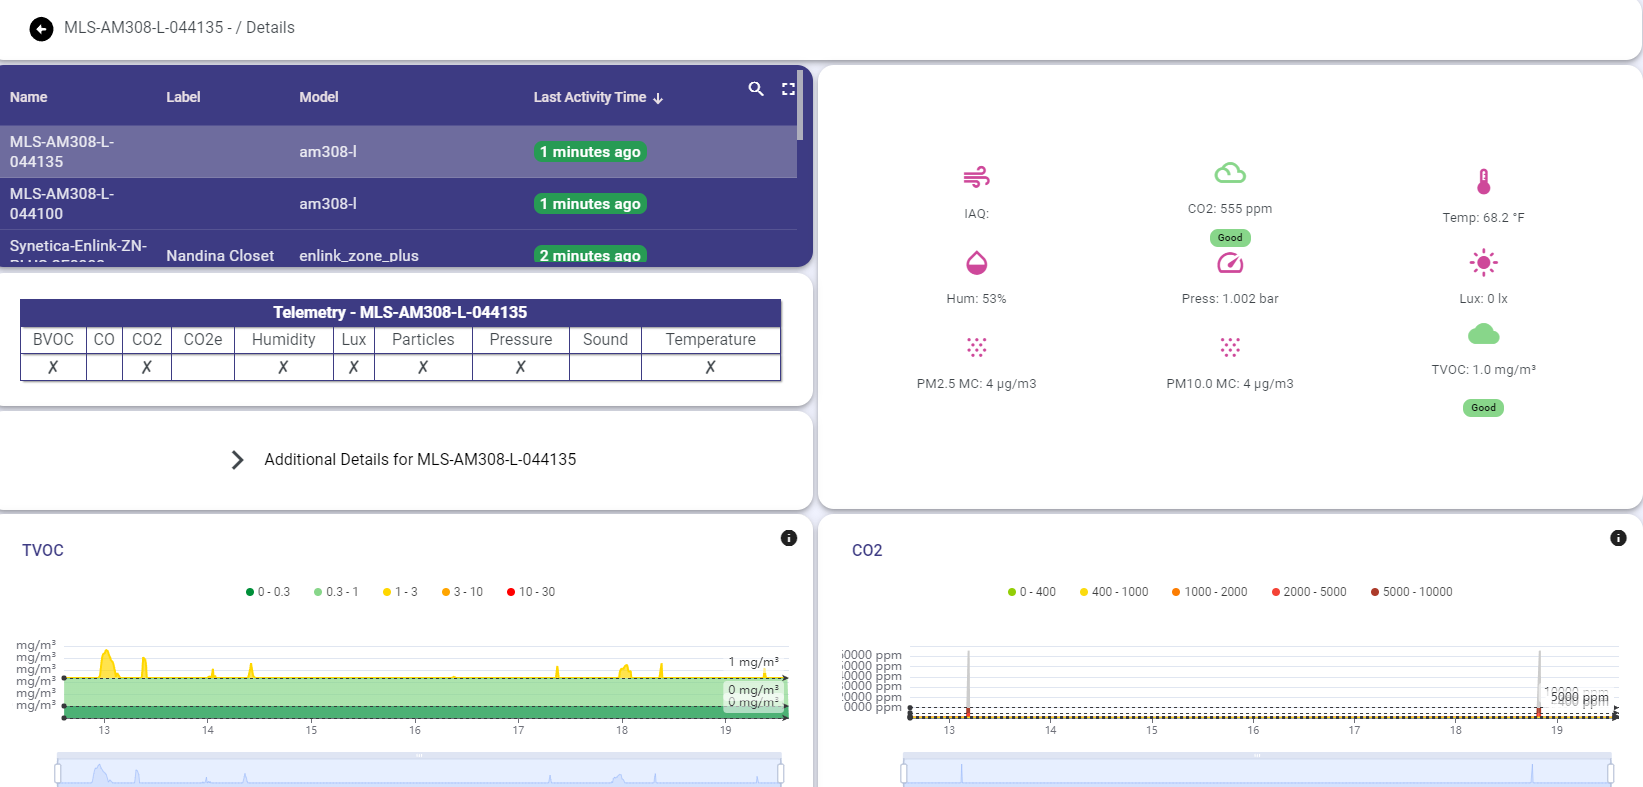 MLS-AM308-L-044135 - / Details
Name Label Model Last Activity Time
MLS-AM308-L-
044135
am308-l
1 minutes ago
MLS-AM308-L-
044100
am308-l
1 minutes ago
Synetica-Enlink-ZN-
Nandina Closet
enlink_zone_plus
2 minutes ago
Telemetry - MLS-AM308-L-044135
BVOC CO CO2 CO2e Humidity Lux Particles Pressure Sound Temperature
✗ ✗ ✗ ✗ ✗ ✗ ✗
Additional Details for MLS-AM308-L-044135
IAQ:
CO2: 555 ppm
Good
Temp: 68.2 °F
Hum: 53%
Press: 1.002 bar
Lux: 0 lx
PM2.5 MC: 4 µg/m3
PM10.0 MC: 4 µg/m3
TVOC: 1.0 mg/m³
Good
TVOC
0 - 0.3 0.3 - 1 1 - 3 3 - 10 10 - 30
mg/m³
mg/m³
mg/m³
mg/m³
mg/m³
mg/m³
1 mg/m³
0 mg/m³
0 mg/m³
13 14 15 16 17 18 19
CO2
0 - 400 400 - 1000 1000 - 2000 2000 - 5000 5000 - 10000
0000 ppm
0000 ppm
0000 ppm
0000 ppm
0000 ppm
0000 ppm
5000 ppm
13 14 15 16 17 18 19